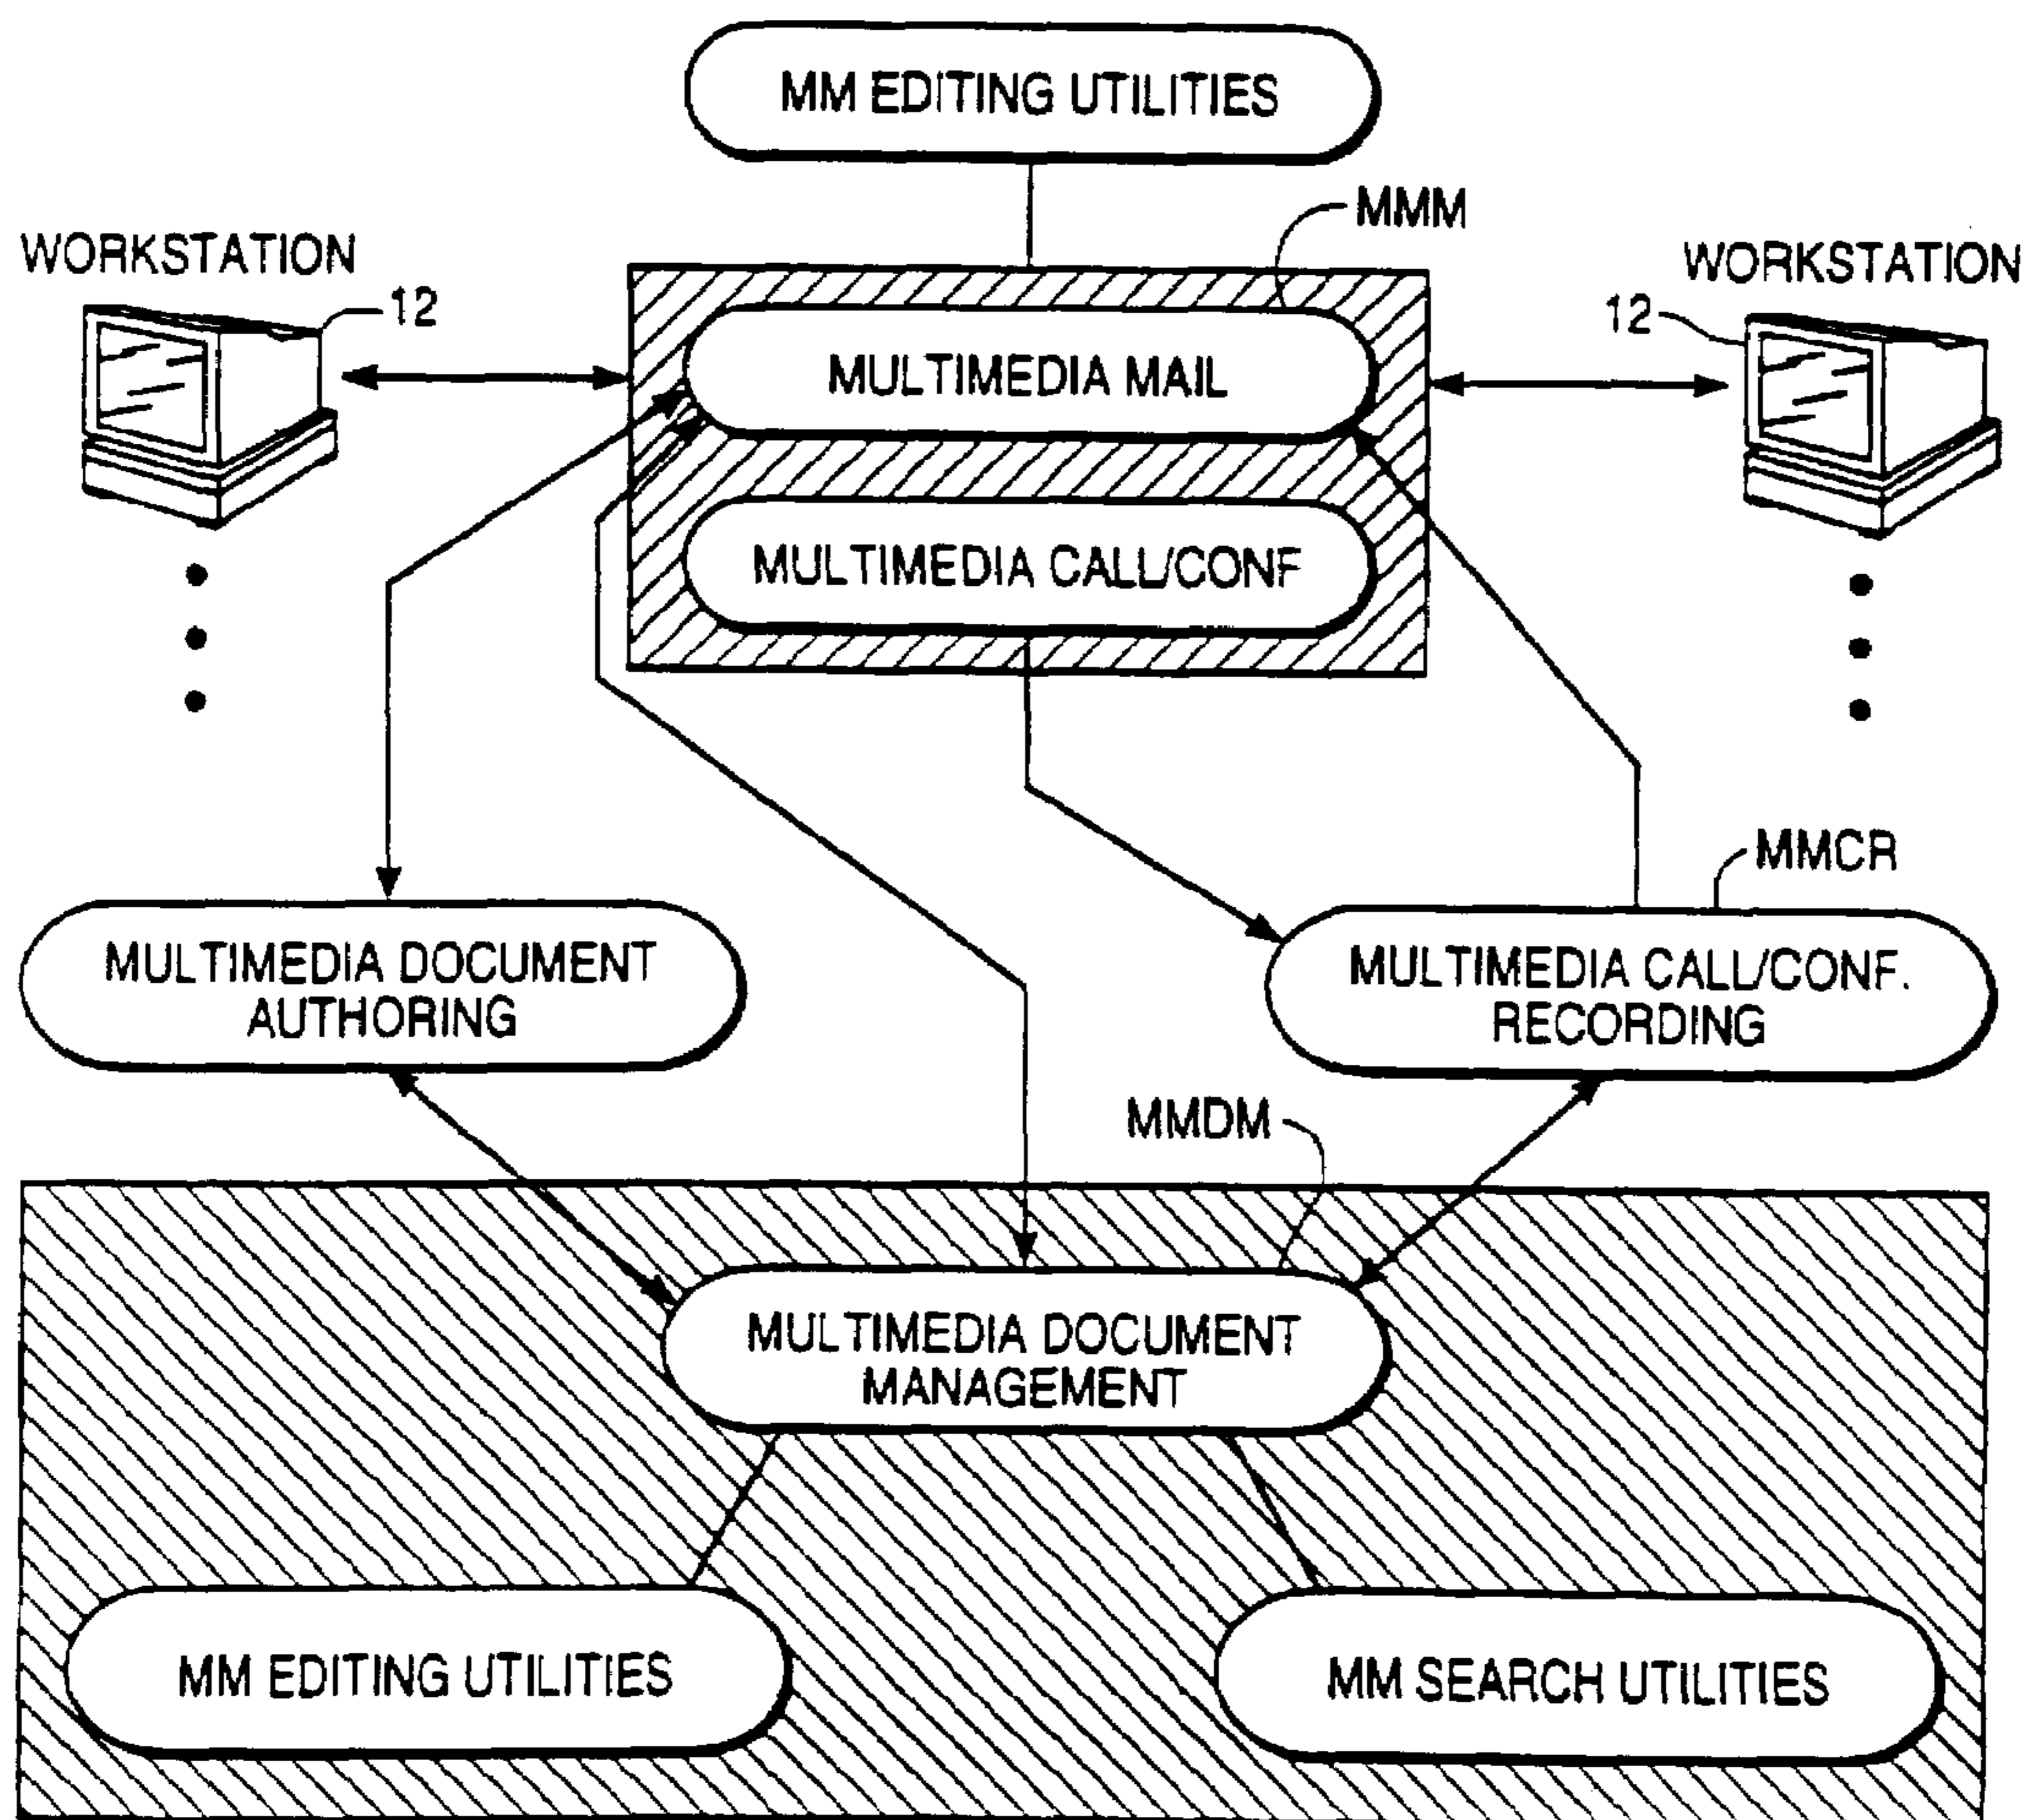 MM EDITING UTILITIES
MMM
WORKSTATION
WORKSTATION
12
12
MULTIMEDIA MAIL
MULTIMEDIA CALL/CONF
MMCR
MULTIMEDIA DOCUMENT
AUTHORING
MULTIMEDIA CALL/CONF.
RECORDING
MMDM
MULTIMEDIA DOCUMENT
MANAGEMENT
MM EDITING UTILITIES
MM SEARCH UTILITIES